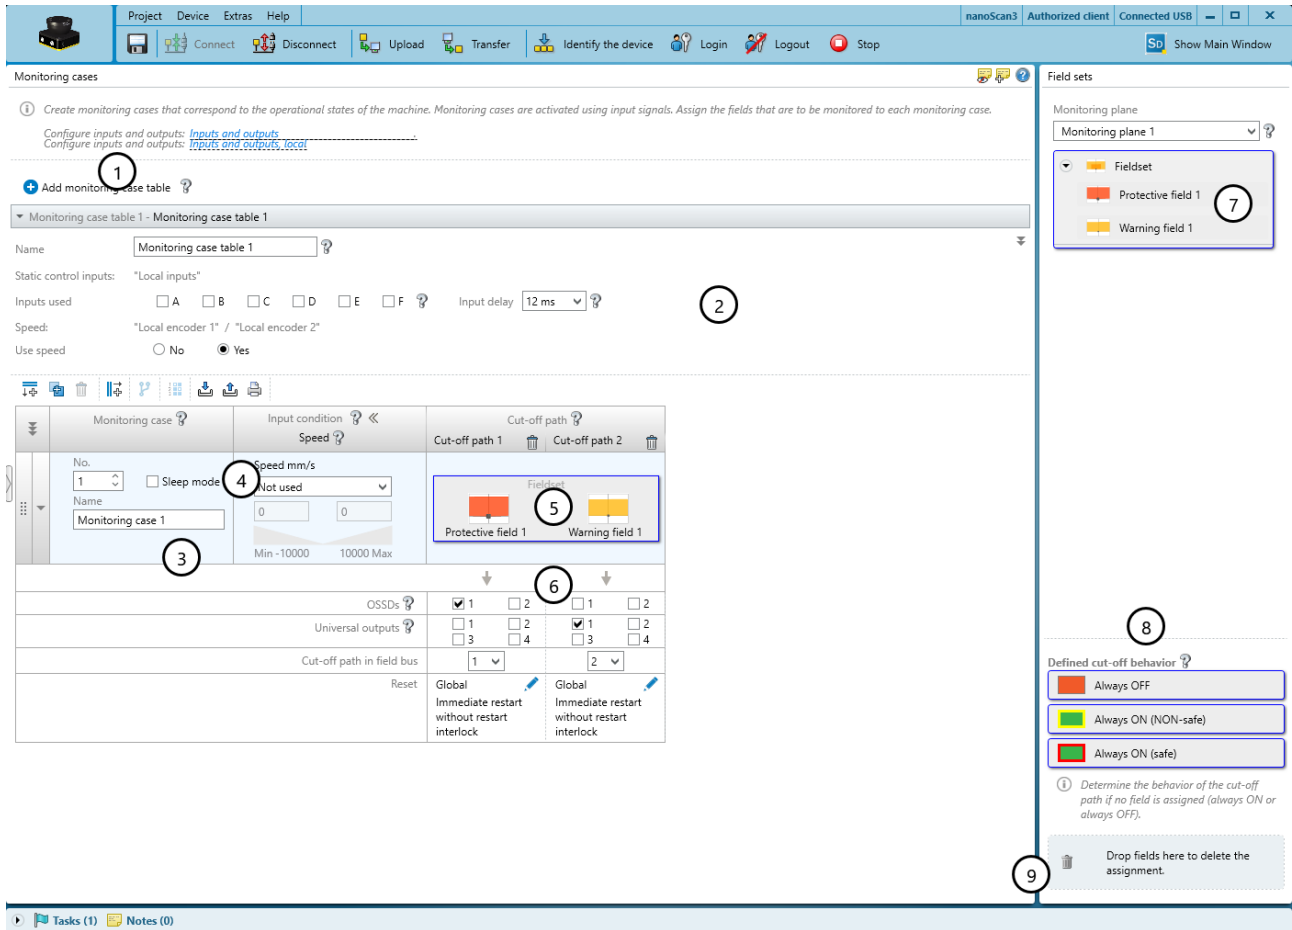 Project Device Extras Help nanoScan3 Authorized client Connected USB
Connect Disconnect Upload Transfer Identify the device Login Logout Stop SD Show Main Window
Monitoring cases
Create monitoring cases that correspond to the operational states of the machine. Monitoring cases are activated using input signals. Assign the fields that are to be monitored to each monitoring case.
Configure inputs and outputs: Inputs and outputs .
Configure inputs and outputs: Inputs and outputs, local
1
Add monitoring case table
Monitoring case table 1 - Monitoring case table 1
Name Monitoring case table 1
Static control inputs: "Local inputs"
Inputs used A B C D E F Input delay 12 ms
2
Speed: "Local encoder 1" / "Local encoder 2"
Use speed No Yes
Monitoring case Input condition Cut-off path
Speed Cut-off path 1 Cut-off path 2
No. Speed mm/s
1 Sleep mode 4 Not used Fieldset
Name 0 0 5
Monitoring case 1
Protective field 1 Warning field 1
3 Min -10000 10000 Max
6
OSSDs 1 2 1 2
Universal outputs 1 2 1 2
3 4 3 4
Cut-off path in field bus 1 2
Reset Global Global
Immediate restart Immediate restart
without restart without restart
interlock interlock
Field sets
Monitoring plane
Monitoring plane 1
Fieldset
Protective field 1 7
Warning field 1
8
Defined cut-off behavior
Always OFF
Always ON (NON-safe)
Always ON (safe)
Determine the behavior of the cut-off
path if no field is assigned (always ON or
always OFF).
9 Drop fields here to delete the
assignment.
Tasks (1) Notes (0)